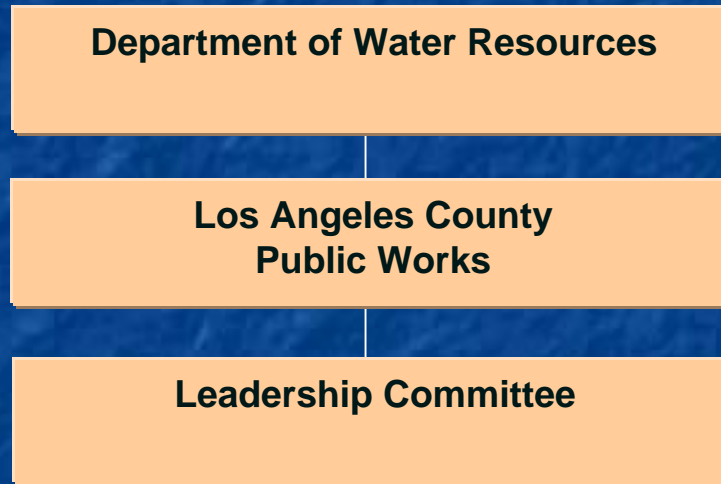 Department of Water Resources
Los Angeles County
Public Works
Leadership Committee